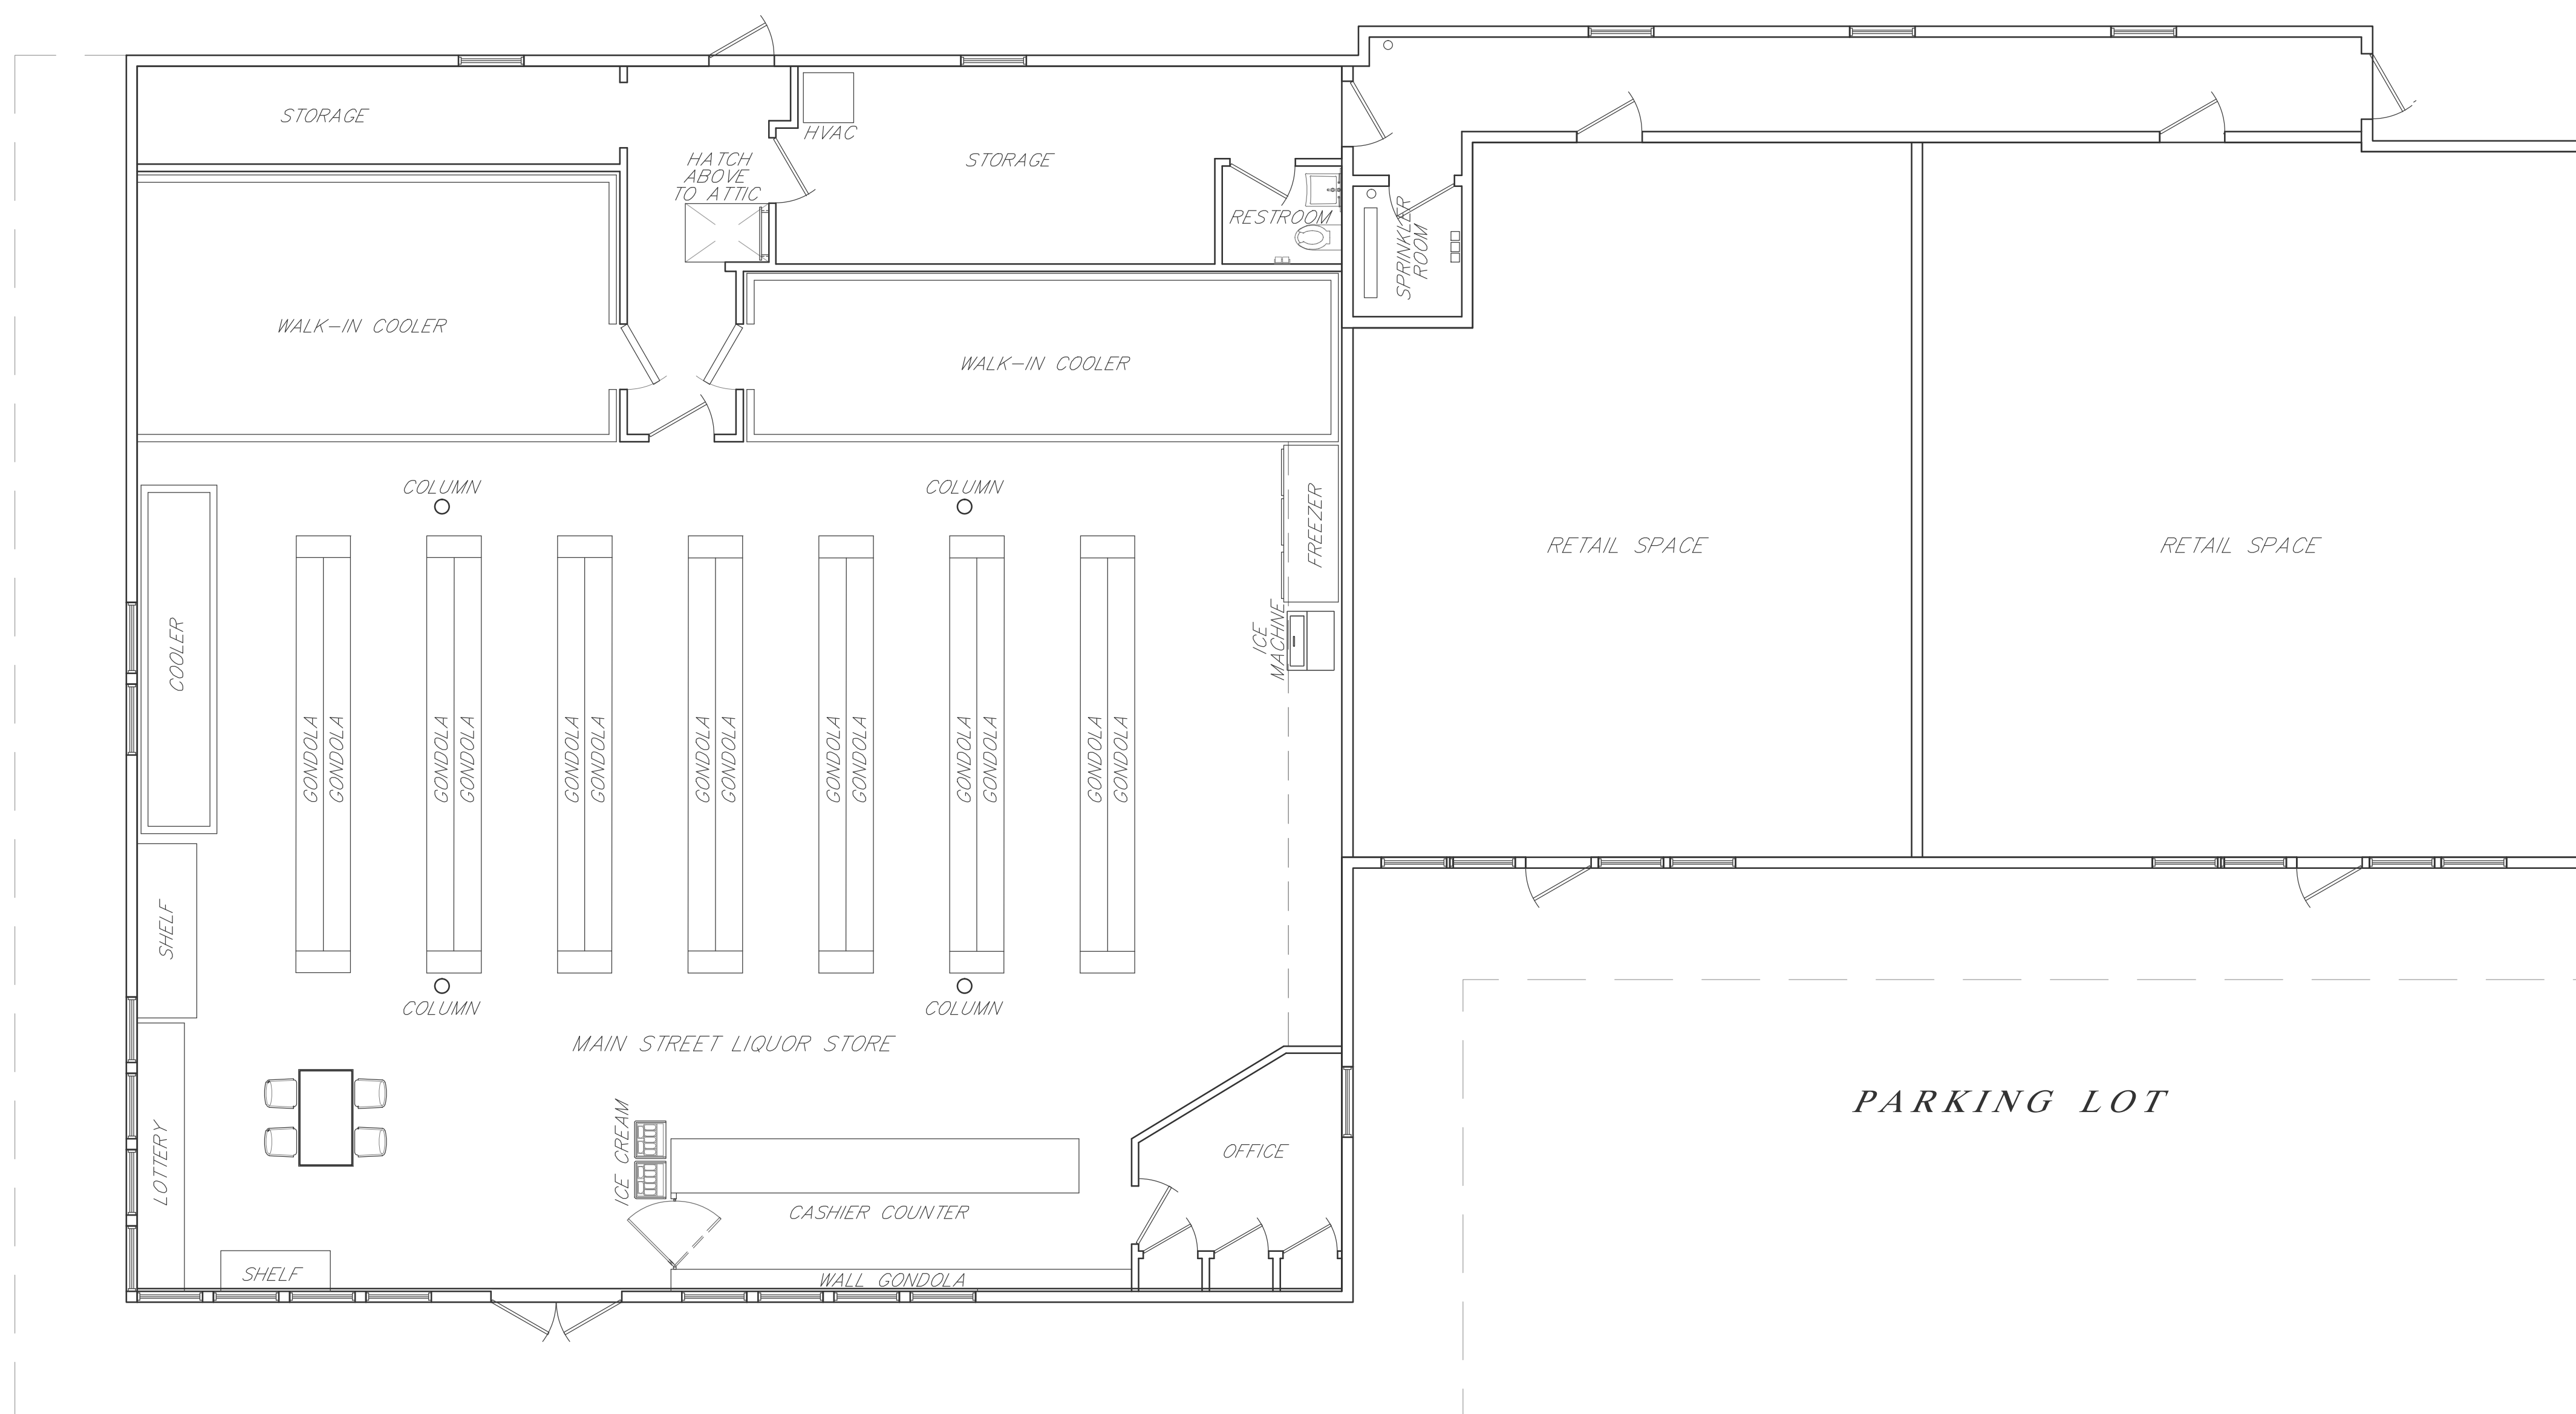 STORAGE
HVAC
HATCH
ABOVE
TO ATTIC
STORAGE
RESTROOM
SPRINKLER
ROOM
WALK-IN COOLER
WALK-IN COOLER
COLUMN
COLUMN
FREEZER
RETAIL SPACE
RETAIL SPACE
ICE
MACHNE
COOLER
GONDOLA
GONDOLA
GONDOLA
GONDOLA
GONDOLA
GONDOLA
GONDOLA
GONDOLA
GONDOLA
GONDOLA
GONDOLA
GONDOLA
GONDOLA
GONDOLA
SHELF
COLUMN
COLUMN
MAIN STREET LIQUOR STORE
PARKING LOT
LOTTERY
ICE CREAM
OFFICE
CASHIER COUNTER
SHELF
WALL GONDOLA